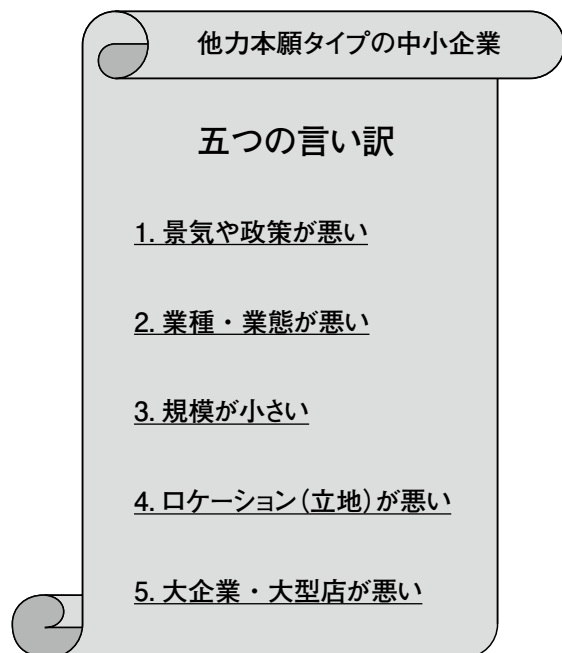 他力本願タイプの中小企業
五つの言い訳
1. 景気や政策が悪い
2. 業種・業態が悪い
3. 規模が小さい
4. ロケーション（立地）が悪い
5. 大企業・大型店が悪い